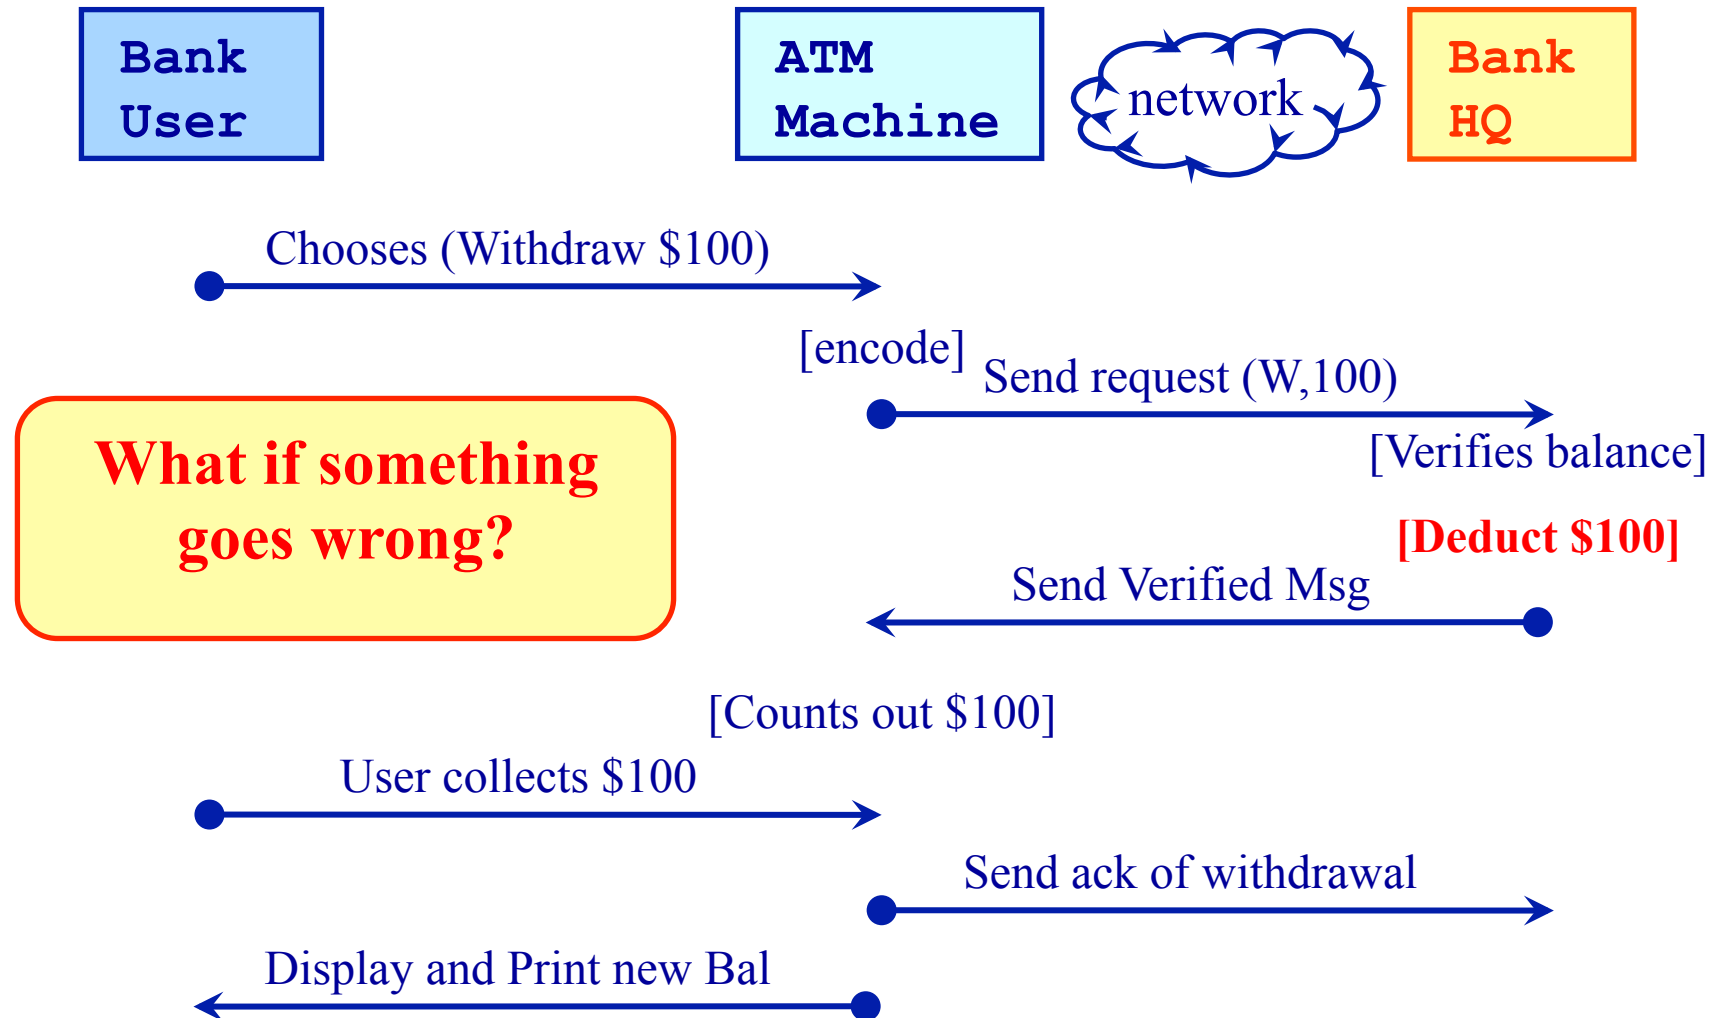 Bank
User
ATM
Machine
network
Bank
HQ
Chooses (Withdraw $100)
[encode]
Send request (W,100)
What if something
goes wrong?
[Verifies balance]
[Deduct $100]
Send Verified Msg
[Counts out $100]
User collects $100
Send ack of withdrawal
Display and Print new Bal